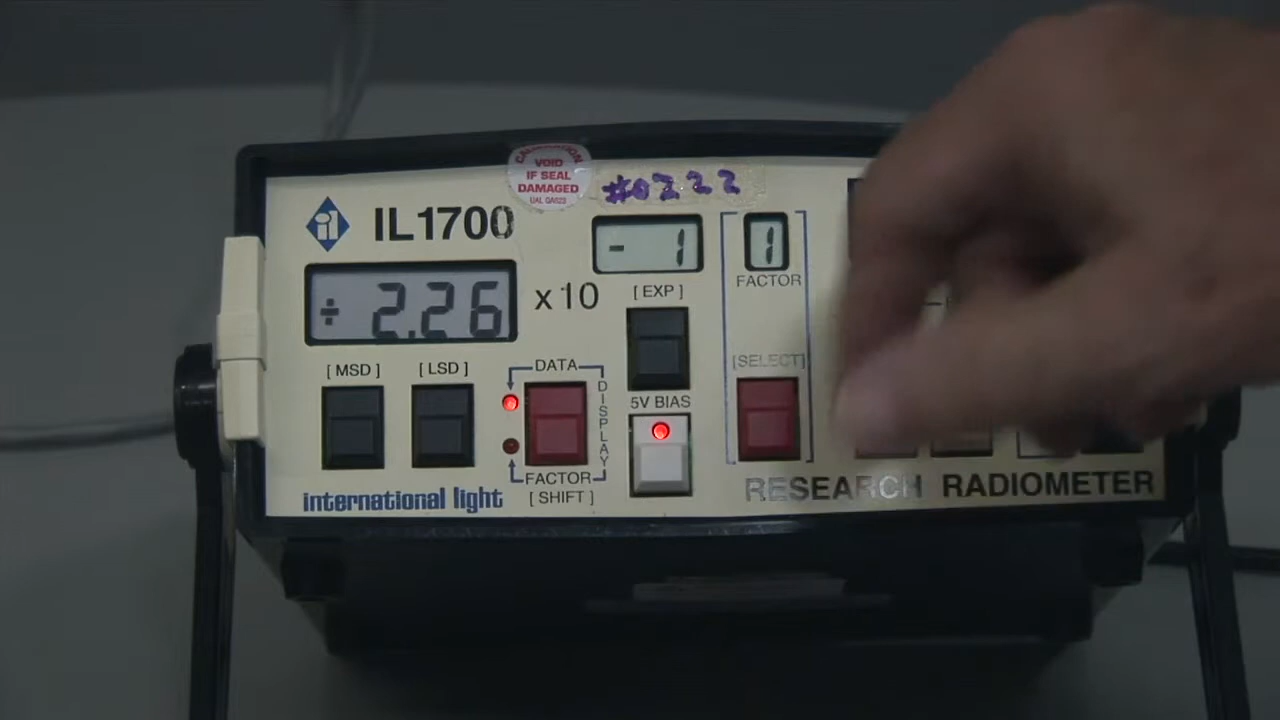 VOID
IF SEAL
DAMAGED
#0222
iL IL1700
- 1
1
FACTOR
2.26
x10
[EXP]
[MSD]
[LSD]
DATA
DISPLAY
FACTOR
[SHIFT]
5V BIAS
[SELECT]
international light
RESEARCH RADIOMETER